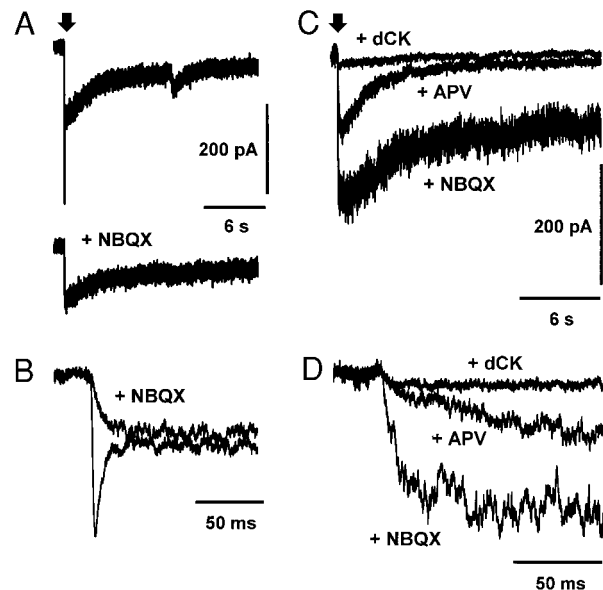 A
200 pA
6 s
+ NBQX
B
+ NBQX
50 ms
C
+ dCK
+ APV
+ NBQX
200 pA
6 s
D
+ dCK
+ APV
+ NBQX
50 ms